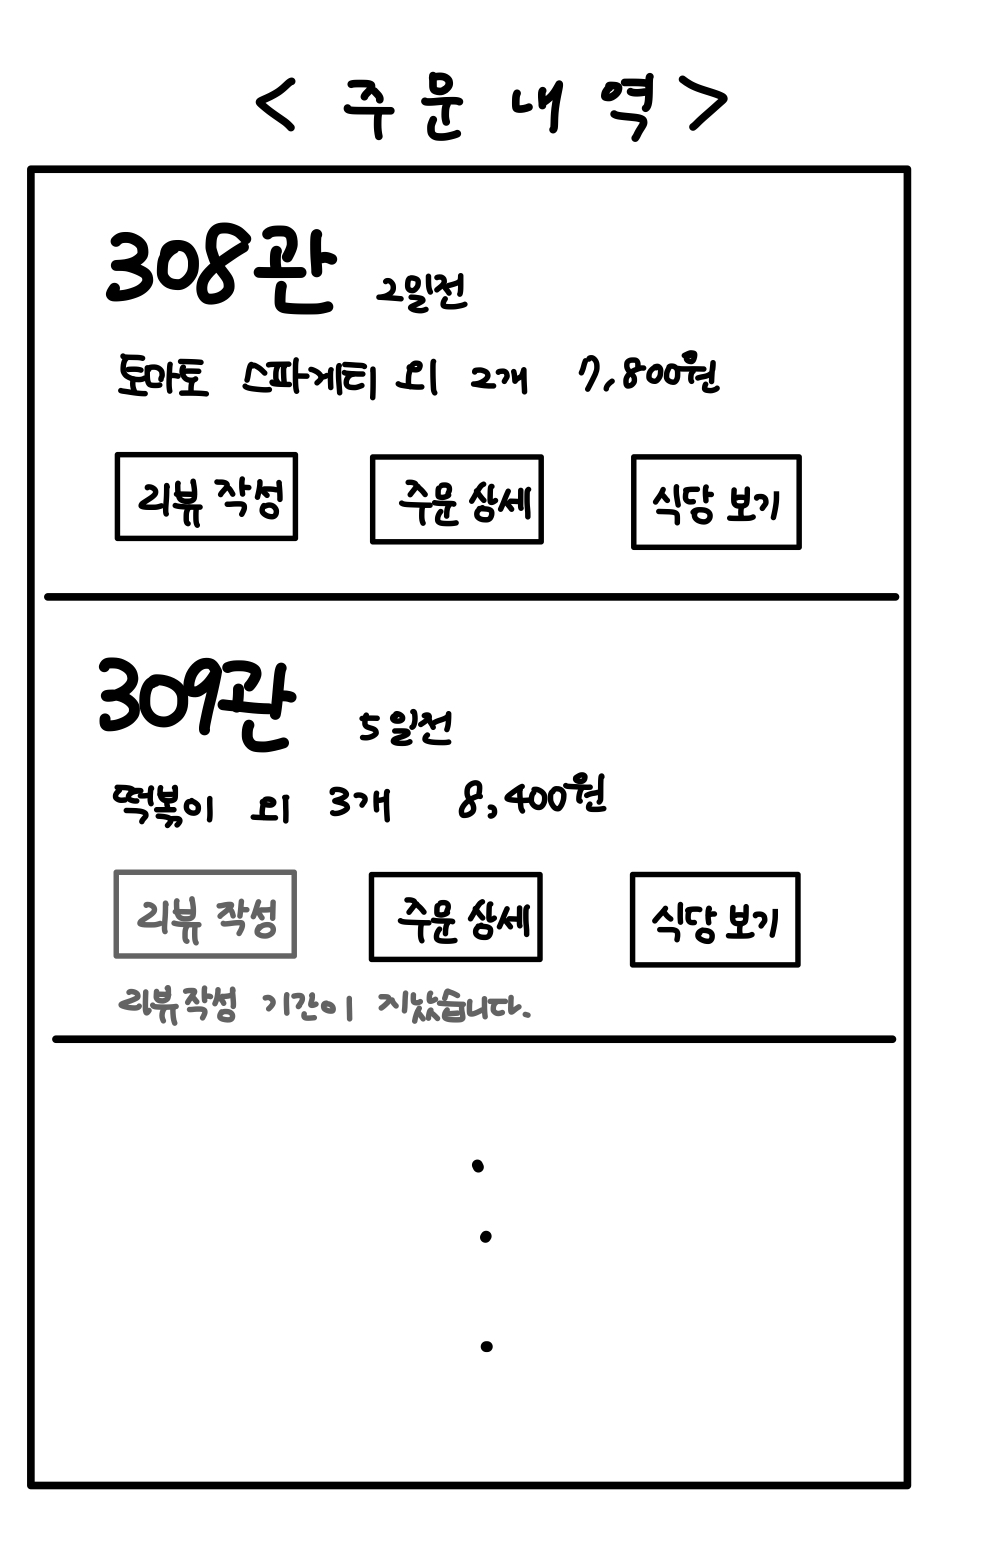 < 주문 내역 >
308관 2일전
토마토 스파게티 외 2개 7,800원
리뷰 작성 주문 상세 식당 보기
309관 5일전
떡볶이 외 3개 8,400원
리뷰 작성 주문 상세 식당 보기
리뷰작성 기간이 지났습니다.